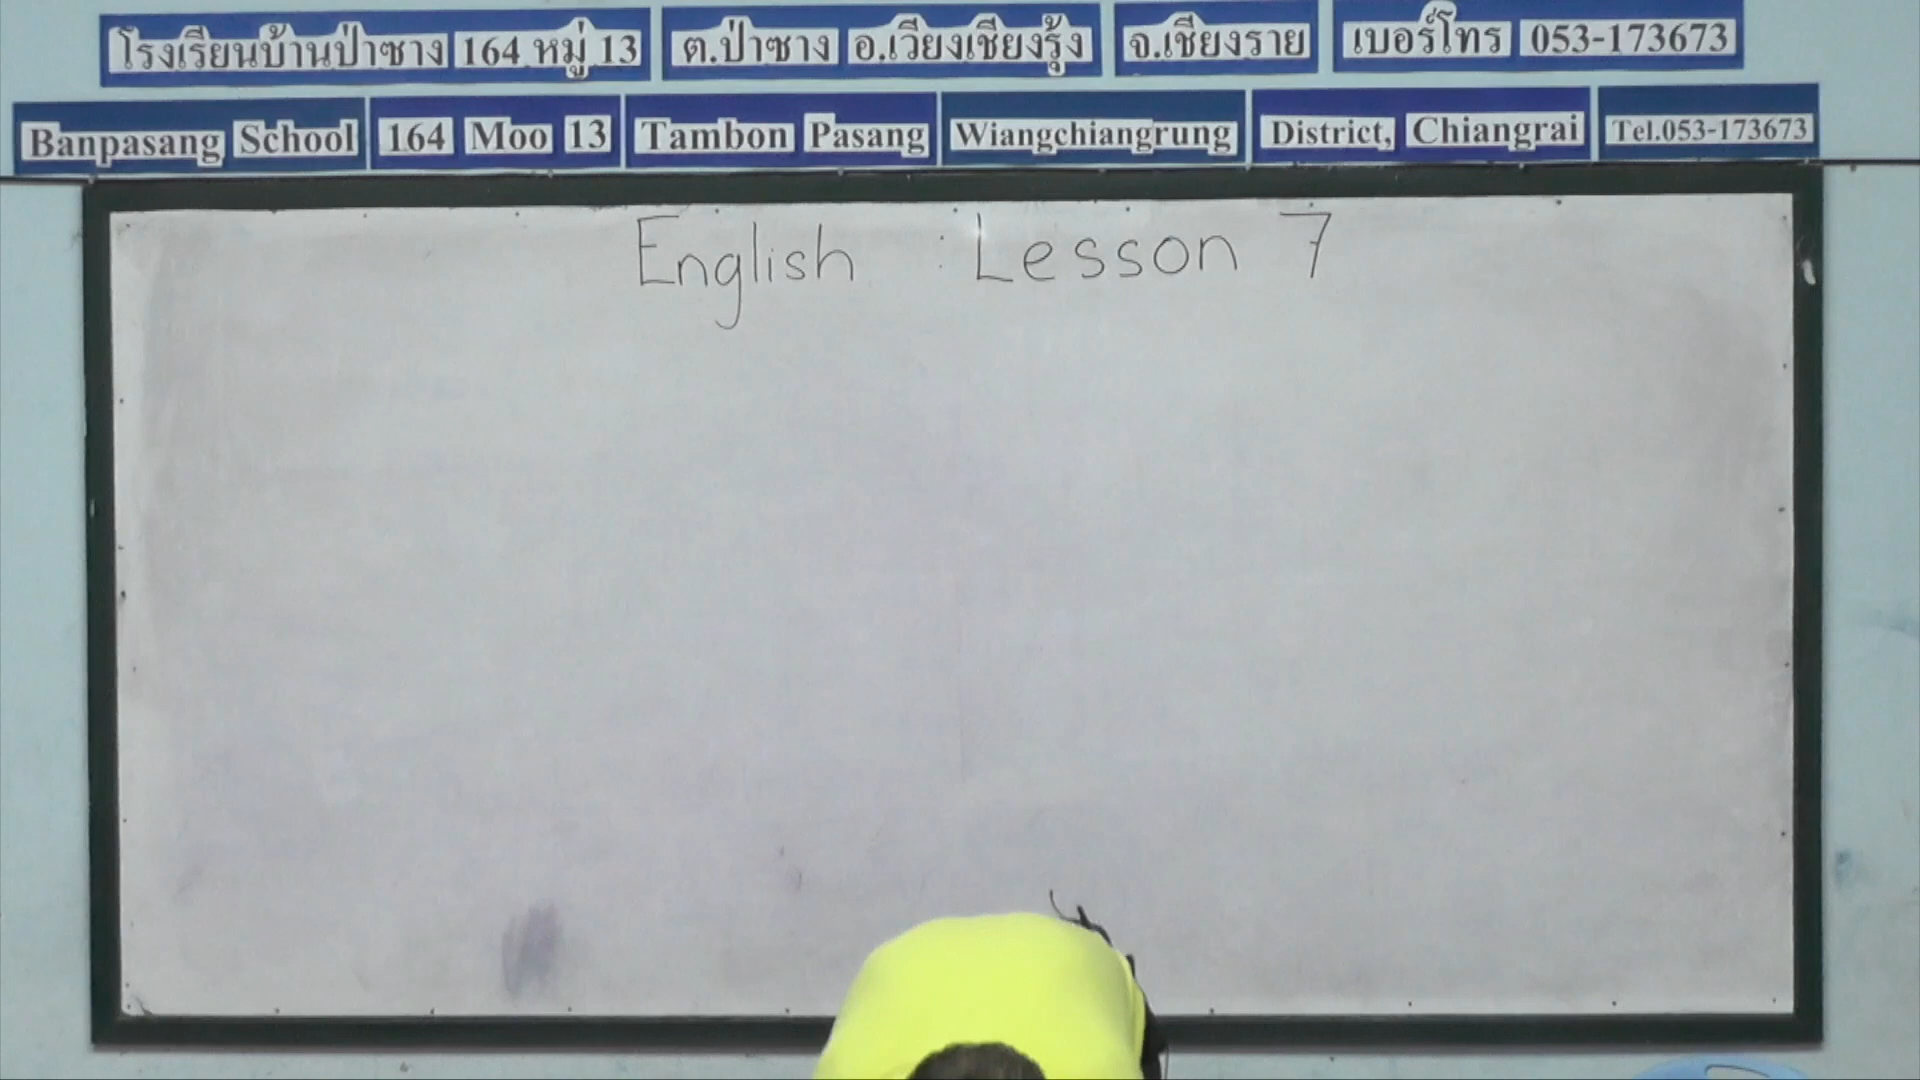 โรงเรียนบ้านป่าซาง 164 หมู่ 13 ต.ป่าซาง อ.เวียงเชียงรุ้ง จ.เชียงราย เบอร์โทร 053-173673
Banpasang School 164 Moo 13 Tambon Pasang Wiangchiangrung District, Chiangrai Tel.053-173673
English : Lesson 7